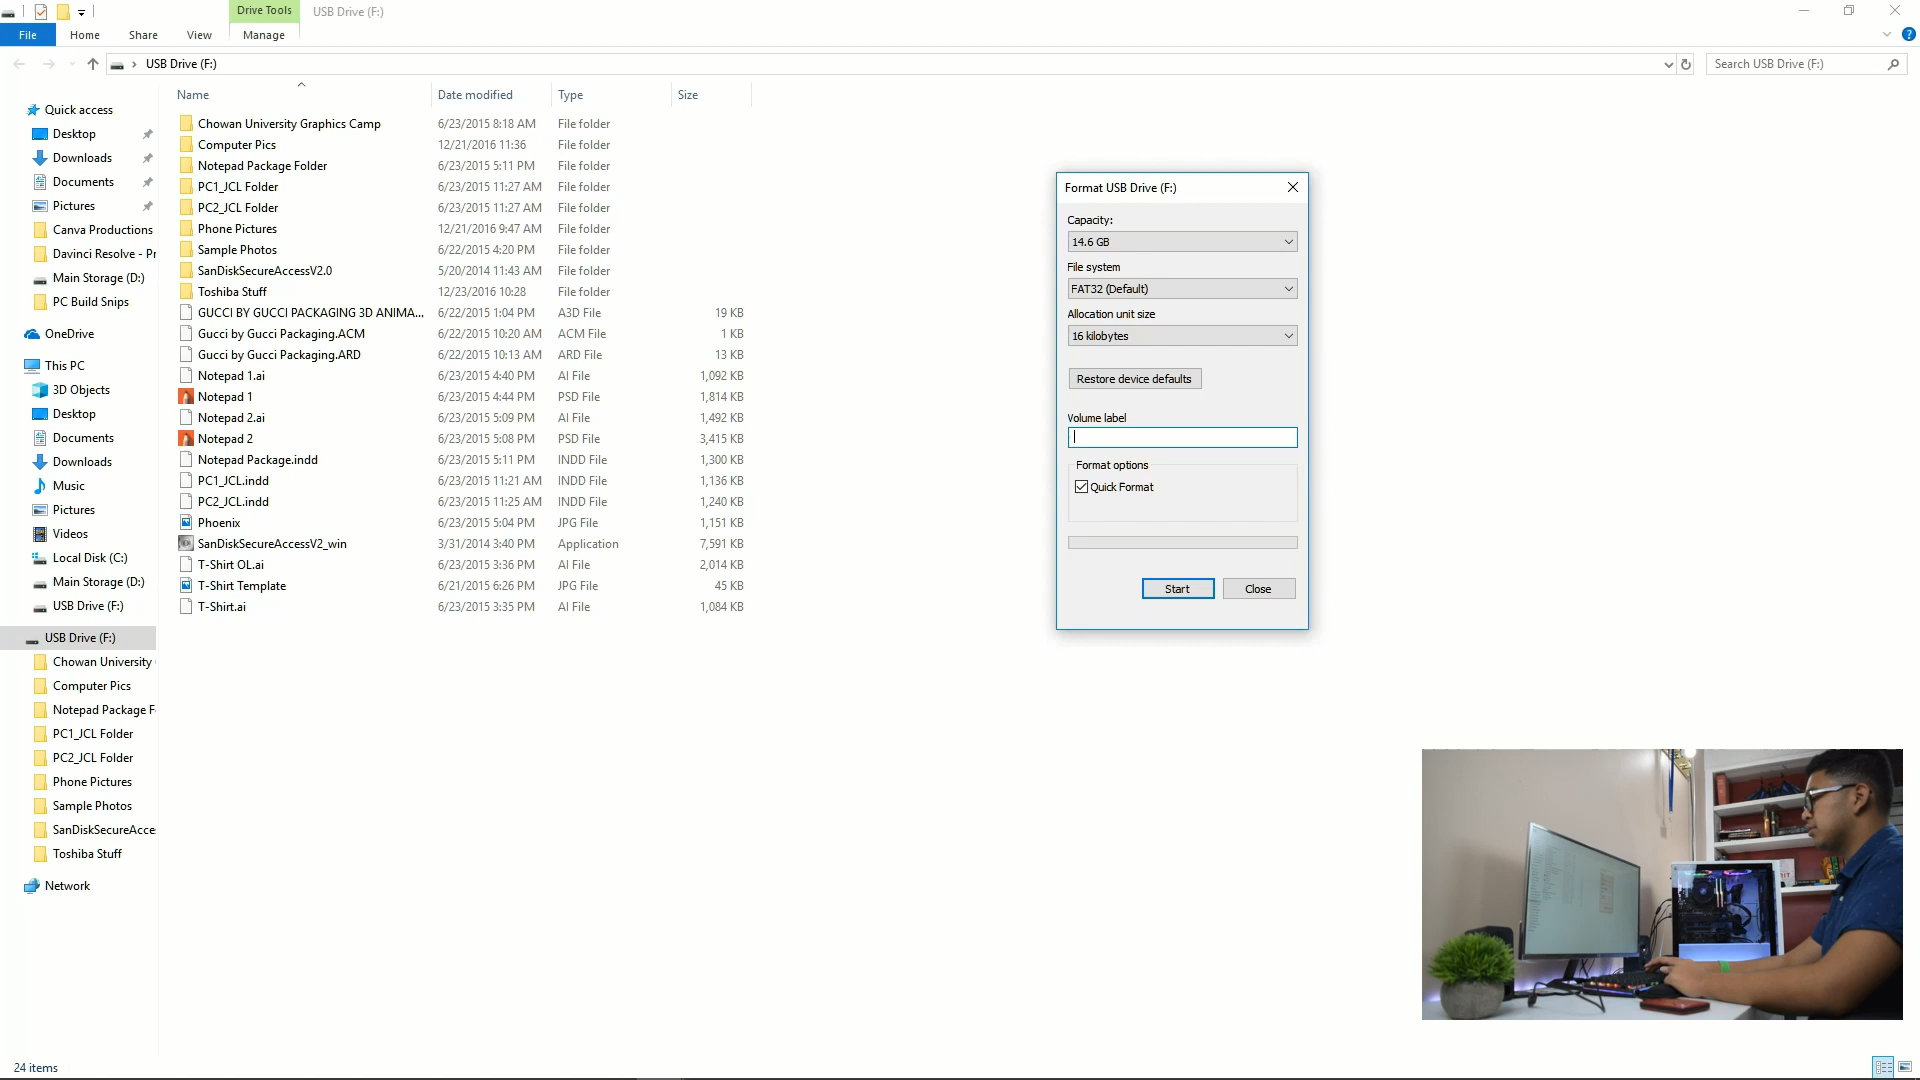 Drive Tools
USB Drive (F:)
File
Home
Share
View
Manage
USB Drive (F:)
Search USB Drive (F:)
Quick access
Desktop
Downloads
Documents
Pictures
Canva Productions
Davinci Resolve - Pr
Main Storage (D:)
PC Build Snips
OneDrive
This PC
3D Objects
Desktop
Documents
Downloads
Music
Pictures
Videos
Local Disk (C:)
Main Storage (D:)
USB Drive (F:)
USB Drive (F:)
Chowan University
Computer Pics
Notepad Package F
PC1_JCL Folder
PC2_JCL Folder
Phone Pictures
Sample Photos
SanDiskSecureAcce
Toshiba Stuff
Network
Name Date modified Type Size
Chowan University Graphics Camp 6/23/2015 8:18 AM File folder
Computer Pics 12/21/2016 11:36 File folder
Notepad Package Folder 6/23/2015 5:11 PM File folder
PC1_JCL Folder 6/23/2015 11:27 AM File folder
PC2_JCL Folder 6/23/2015 11:27 AM File folder
Phone Pictures 12/21/2016 9:47 AM File folder
Sample Photos 6/22/2015 4:20 PM File folder
SanDiskSecureAccessV2.0 5/20/2014 11:43 AM File folder
Toshiba Stuff 12/23/2016 10:28 File folder
GUCCI BY GUCCI PACKAGING 3D ANIMA... 6/22/2015 1:04 PM A3D File 19 KB
Gucci by Gucci Packaging.ACM 6/22/2015 10:20 AM ACM File 1 KB
Gucci by Gucci Packaging.ARD 6/22/2015 10:13 AM ARD File 13 KB
Notepad 1.ai 6/23/2015 4:40 PM AI File 1,092 KB
Notepad 1 6/23/2015 4:44 PM PSD File 1,814 KB
Notepad 2.ai 6/23/2015 5:09 PM AI File 1,492 KB
Notepad 2 6/23/2015 5:08 PM PSD File 3,415 KB
Notepad Package.indd 6/23/2015 5:11 PM INDD File 1,300 KB
PC1_JCL.indd 6/23/2015 11:21 AM INDD File 1,136 KB
PC2_JCL.indd 6/23/2015 11:25 AM INDD File 1,240 KB
Phoenix 6/23/2015 5:04 PM JPG File 1,151 KB
SanDiskSecureAccessV2_win 3/31/2014 3:40 PM Application 7,591 KB
T-Shirt OL.ai 6/23/2015 3:36 PM AI File 2,014 KB
T-Shirt Template 6/21/2015 6:26 PM JPG File 45 KB
T-Shirt.ai 6/23/2015 3:35 PM AI File 1,084 KB
Format USB Drive (F:)
Capacity:
14.6 GB
File system
FAT32 (Default)
Allocation unit size
16 kilobytes
Restore device defaults
Volume label
Format options
Quick Format
Start
Close
24 items